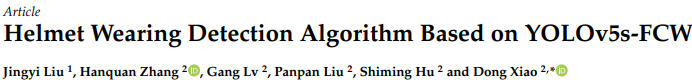 Article
Helmet Wearing Detection Algorithm Based on YOLOv5s-FCW
Jingyi Liu 1, Hanquan Zhang 2, Gang Lv 2, Panpan Liu 2, Shiming Hu 2 and Dong Xiao 2,*